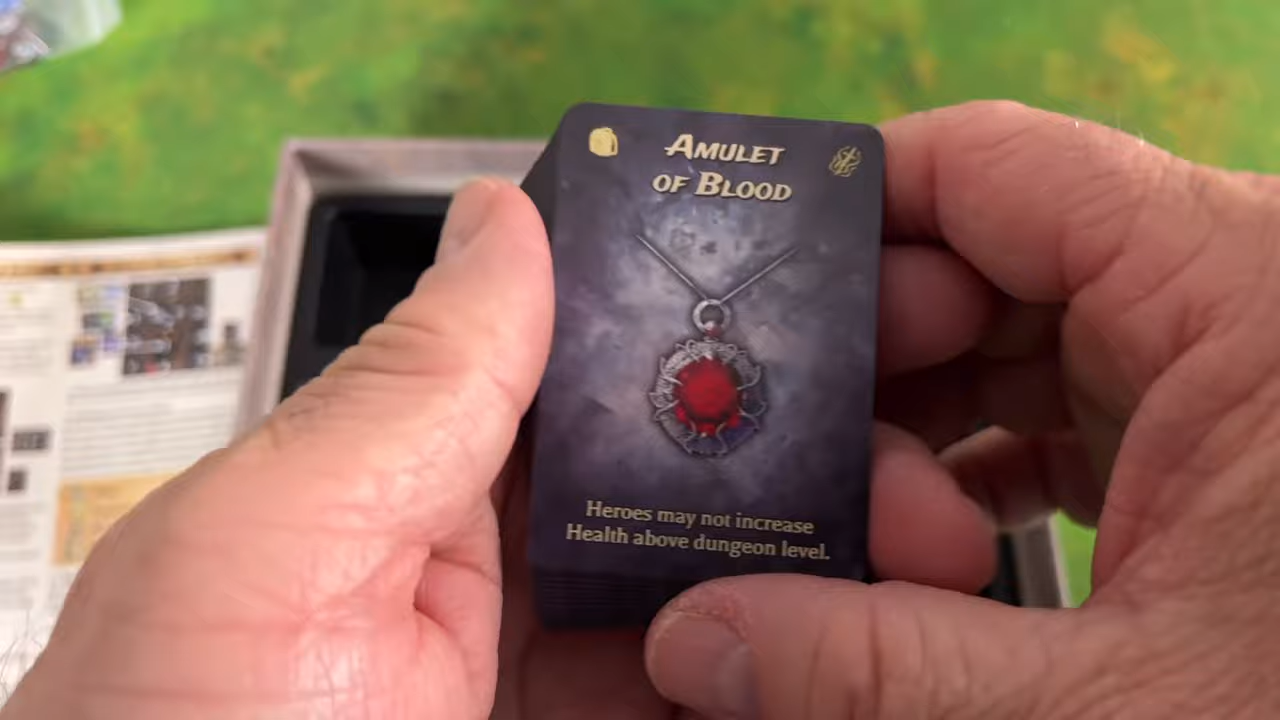 Amulet
of Blood
Heroes may not increase
Health above dungeon level.